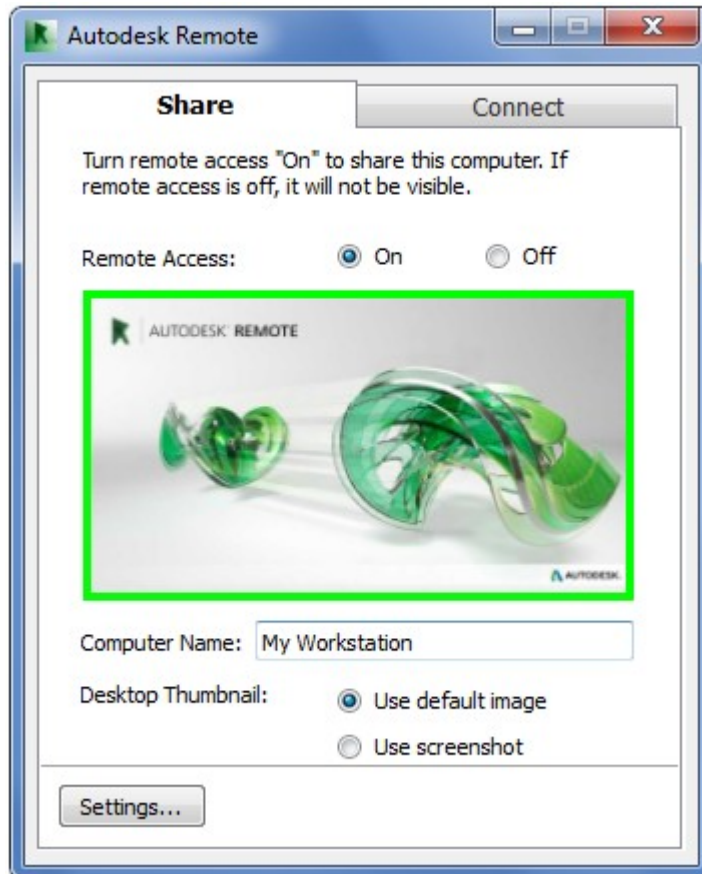 Autodesk Remote
Share
Connect
Turn remote access "On" to share this computer. If
remote access is off, it will not be visible.
Remote Access: On Off
AUTODESK® REMOTE
AUTODESK.
Computer Name: My Workstation
Desktop Thumbnail: Use default image
Use screenshot
Settings...